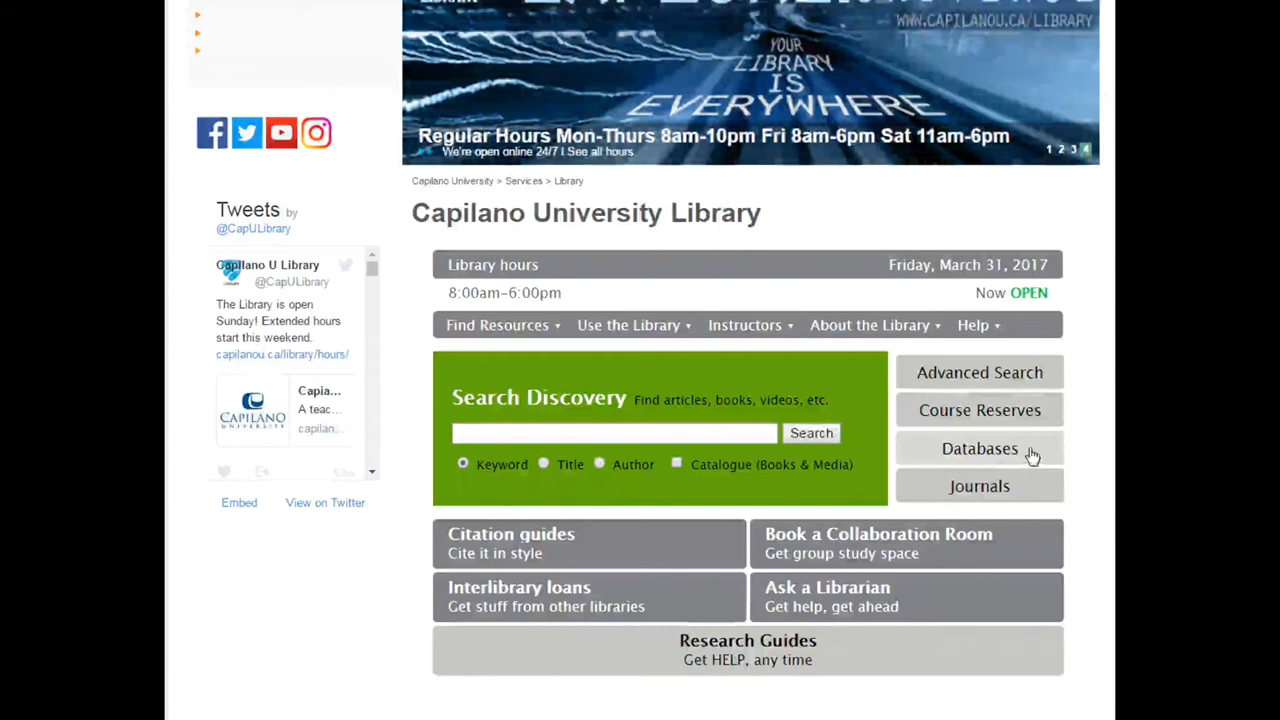 WWW.CAPILANOU.CA/LIBRARY
YOUR
LIBRARY
IS
EVERYWHERE
Regular Hours Mon-Thurs 8am-10pm Fri 8am-6pm Sat 11am-6pm
We're open online 24/7 I See all hours
1 2 3 4
Capilano University > Services > Library
Capilano University Library
Tweets by
@CapULibrary
Capilano U Library
@CapULibrary
The Library is open
Sunday! Extended hours
start this weekend.
capilanou.ca/library/hours/
Capia...
A teac...
capilan...
CAPILANO
UNIVERSITY
Embed
View on Twitter
Library hours
Friday, March 31, 2017
8:00am–6:00pm
Now OPEN
Find Resources
Use the Library
Instructors
About the Library
Help
Search Discovery Find articles, books, videos, etc.
Search
Keyword
Title
Author
Catalogue (Books & Media)
Advanced Search
Course Reserves
Databases
Journals
Citation guides
Cite it in style
Book a Collaboration Room
Get group study space
Interlibrary loans
Get stuff from other libraries
Ask a Librarian
Get help, get ahead
Research Guides
Get HELP, any time